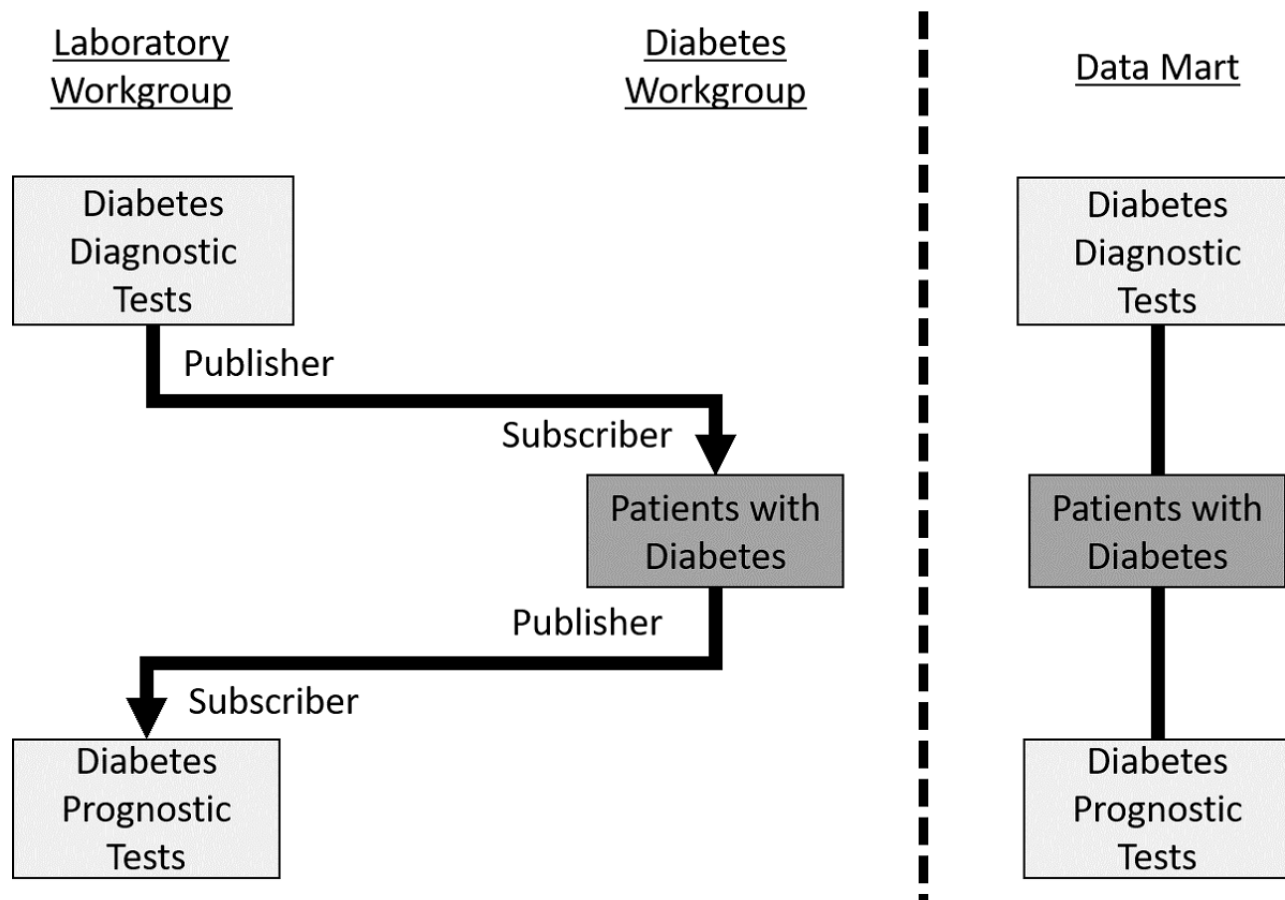 Laboratory
Workgroup
Diabetes
Workgroup
Data Mart
Diabetes
Diagnostic
Tests
Publisher
Subscriber
Patients with
Diabetes
Publisher
Subscriber
Diabetes
Prognostic
Tests
Diabetes
Diagnostic
Tests
Patients with
Diabetes
Diabetes
Prognostic
Tests